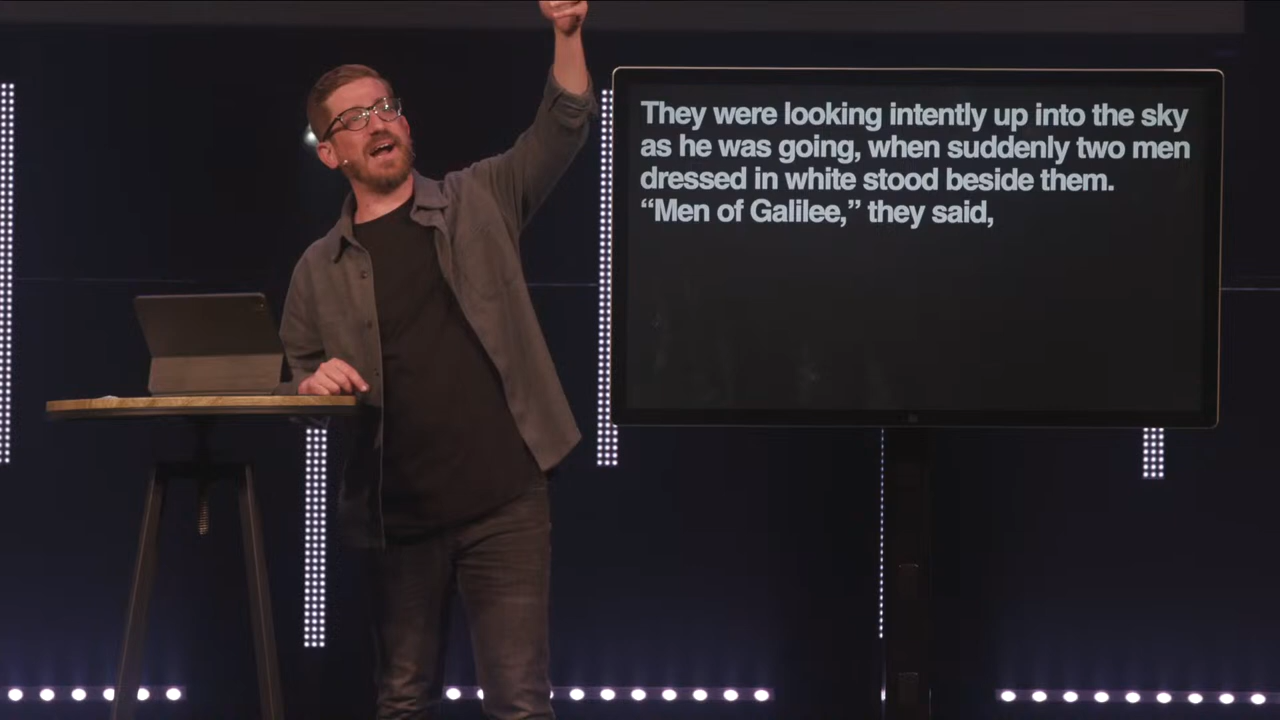 They were looking intently up into the sky
as he was going, when suddenly two men
dressed in white stood beside them.
“Men of Galilee,” they said,